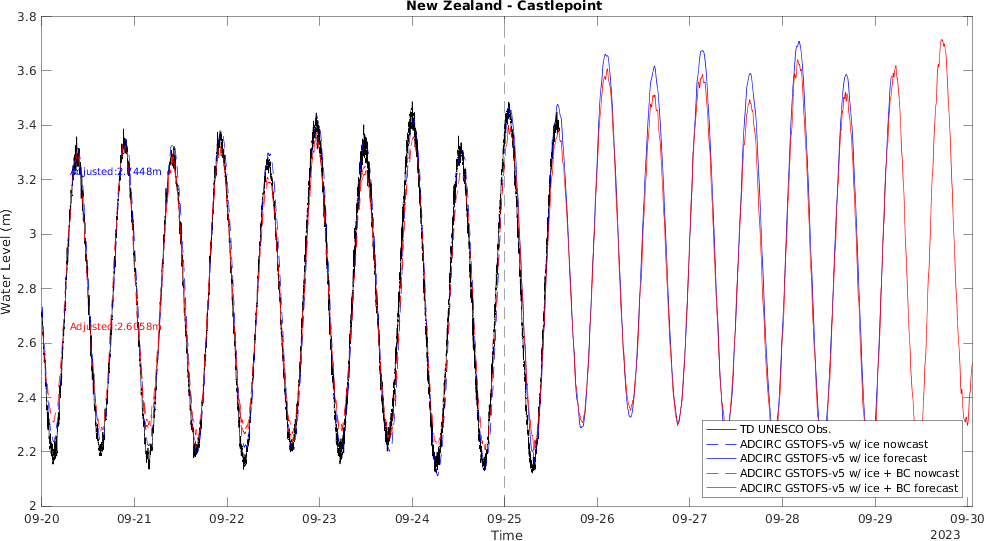 New Zealand - Castlepoint
3.8
3.6
3.4
3.2
3
2.8
2.6
2.4
2.2
2
Water Level (m)
Adjusted:2.6058m
TD UNESCO Obs.
ADCIRC GSTOFS-v5 w/ ice nowcast
ADCIRC GSTOFS-v5 w/ ice forecast
ADCIRC GSTOFS-v5 w/ ice + BC nowcast
ADCIRC GSTOFS-v5 w/ ice + BC forecast
09-20 09-21 09-22 09-23 09-24 09-25 09-26 09-27 09-28 09-29 09-30
Time
2023